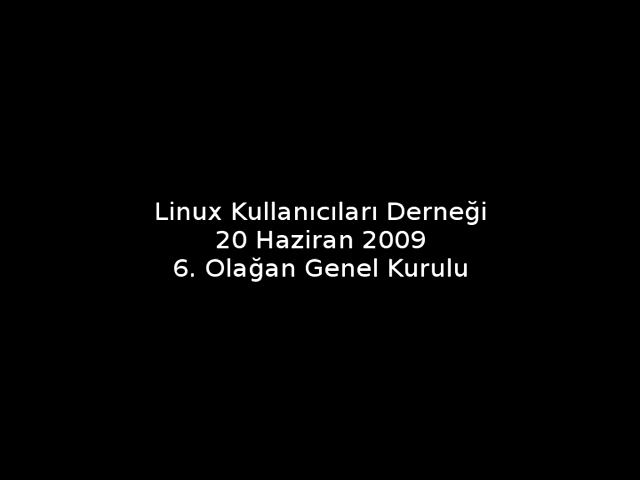 Linux Kullanıcıları Derneği
20 Haziran 2009
6. Olağan Genel Kurulu